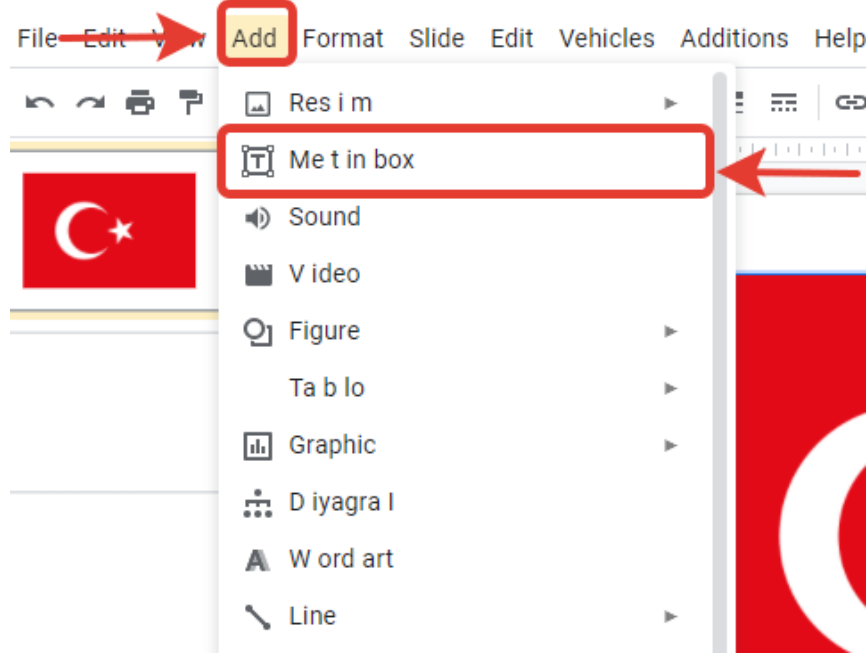 File Edit View Add Format Slide Edit Vehicles Additions Help
Res i m
Me t in box
Sound
V ideo
Figure
Ta b lo
Graphic
D iyagra l
W ord art
Line